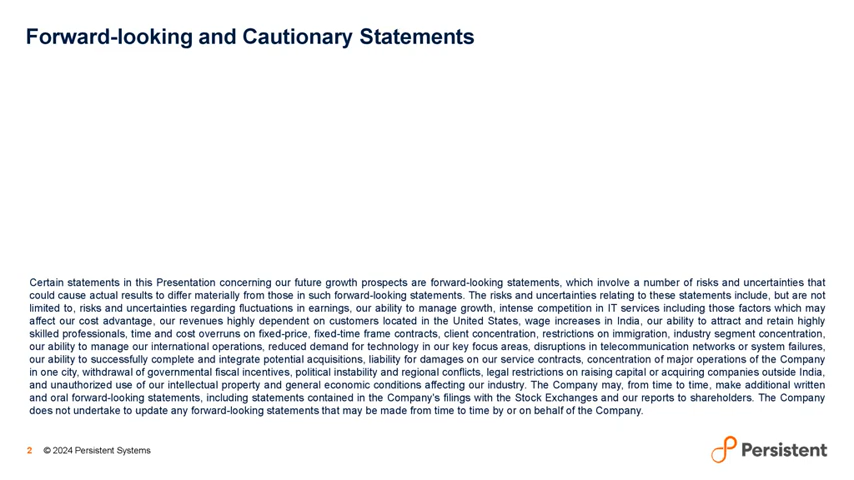 Forward-looking and Cautionary Statements
Certain statements in this Presentation concerning our future growth prospects are forward-looking statements, which involve a number of risks and uncertainties that
could cause actual results to differ materially from those in such forward-looking statements. The risks and uncertainties relating to these statements include, but are not
limited to, risks and uncertainties regarding fluctuations in earnings, our ability to manage growth, intense competition in IT services including those factors which may
affect our cost advantage, our revenues highly dependent on customers located in the United States, wage increases in India, our ability to attract and retain highly
skilled professionals, time and cost overruns on fixed-price, fixed-time frame contracts, client concentration, restrictions on immigration, industry segment concentration,
our ability to manage our international operations, reduced demand for technology in our key focus areas, disruptions in telecommunication networks or system failures,
our ability to successfully complete and integrate potential acquisitions, liability for damages on our service contracts, concentration of major operations of the Company
in one city, withdrawal of governmental fiscal incentives, political instability and regional conflicts, legal restrictions on raising capital or acquiring companies outside India,
and unauthorized use of our intellectual property and general economic conditions affecting our industry. The Company may, from time to time, make additional written
and oral forward-looking statements, including statements contained in the Company's filings with the Stock Exchanges and our reports to shareholders. The Company
does not undertake to update any forward-looking statements that may be made from time to time by or on behalf of the Company.
2 © 2024 Persistent Systems
Persistent